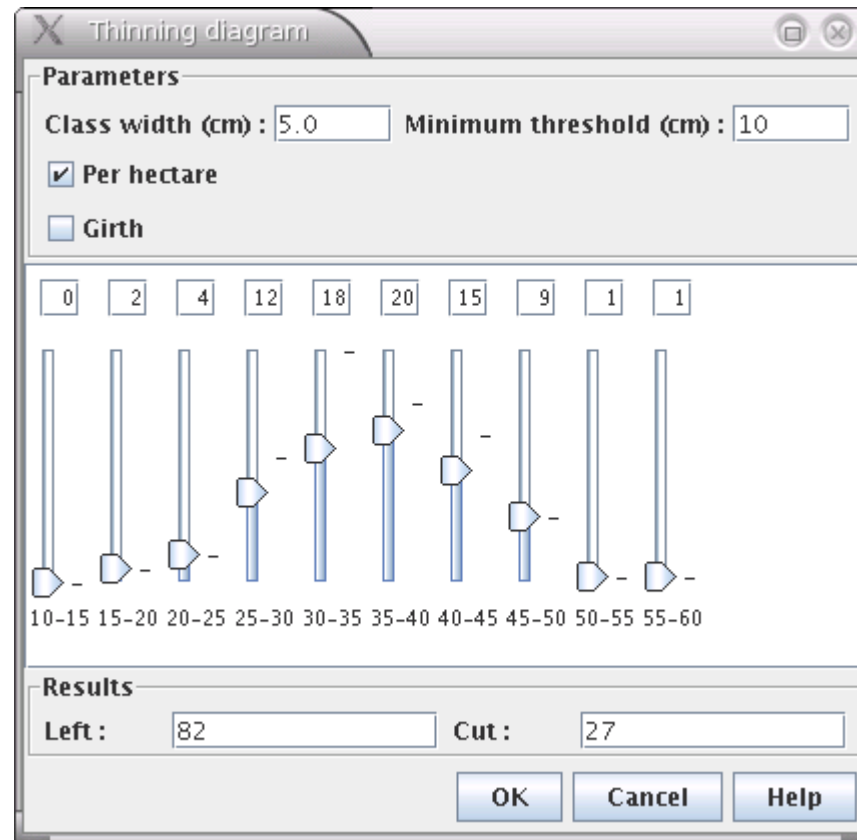 Thinning diagram
Parameters
Class width (cm) : 5.0 Minimum threshold (cm) : 10
Per hectare
Girth
0 2 4 12 18 20 15 9 1 1
10-15 15-20 20-25 25-30 30-35 35-40 40-45 45-50 50-55 55-60
Results
Left : 82 Cut : 27
OK Cancel Help